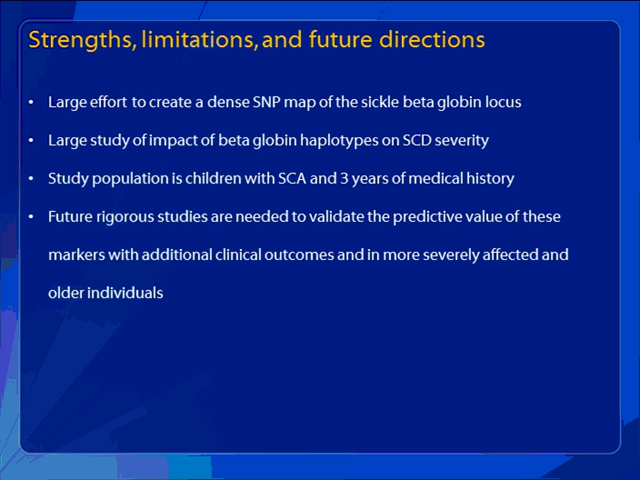 Strengths, limitations, and future directions
• Large effort to create a dense SNP map of the sickle beta globin locus
• Large study of impact of beta globin haplotypes on SCD severity
• Study population is children with SCA and 3 years of medical history
• Future rigorous studies are needed to validate the predictive value of these
markers with additional clinical outcomes and in more severely affected and
older individuals